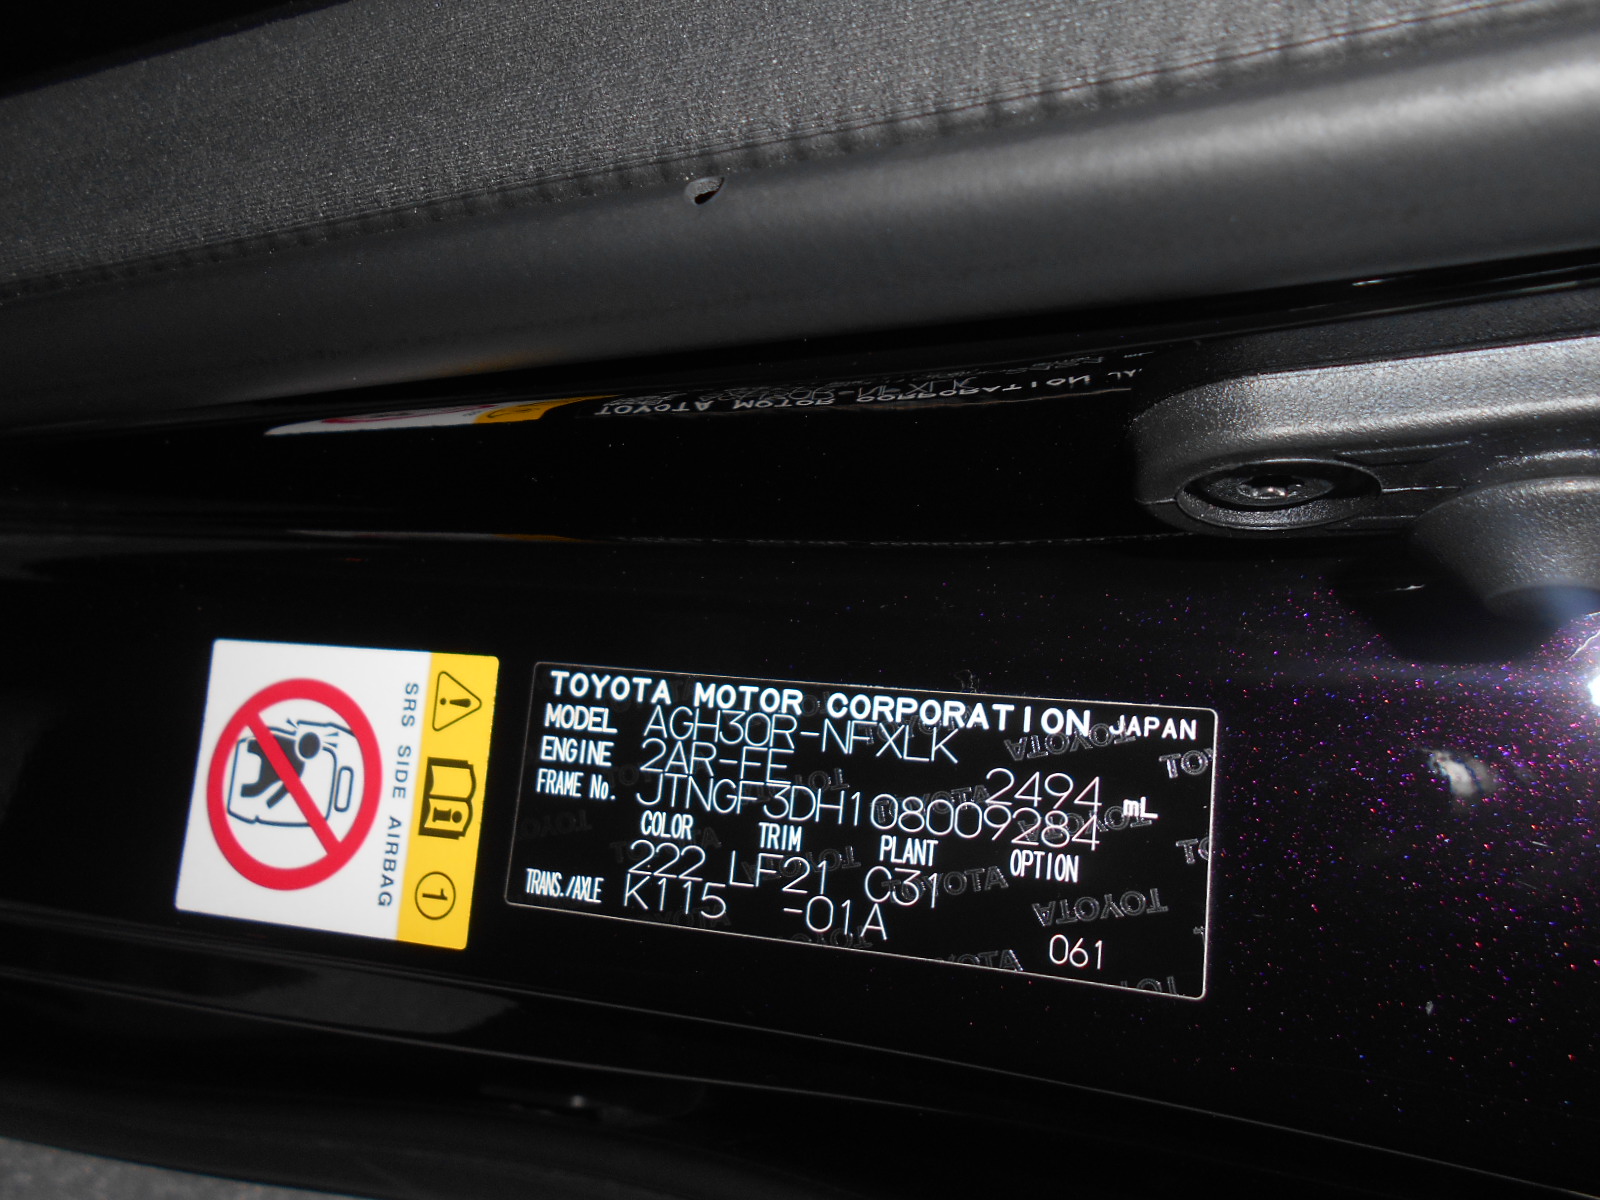 TOYOTA MOTOR CORPORATION JAPAN
MODEL AGH30R-NFXLK
ENGINE 2AR-FE 2494 mL
FRAME No. JTNGF3DH108009284
COLOR TRIM PLANT OPTION
222 LF21 C31
TRANS./AXLE K115 -01A
061
SRS SIDE AIRBAG
1